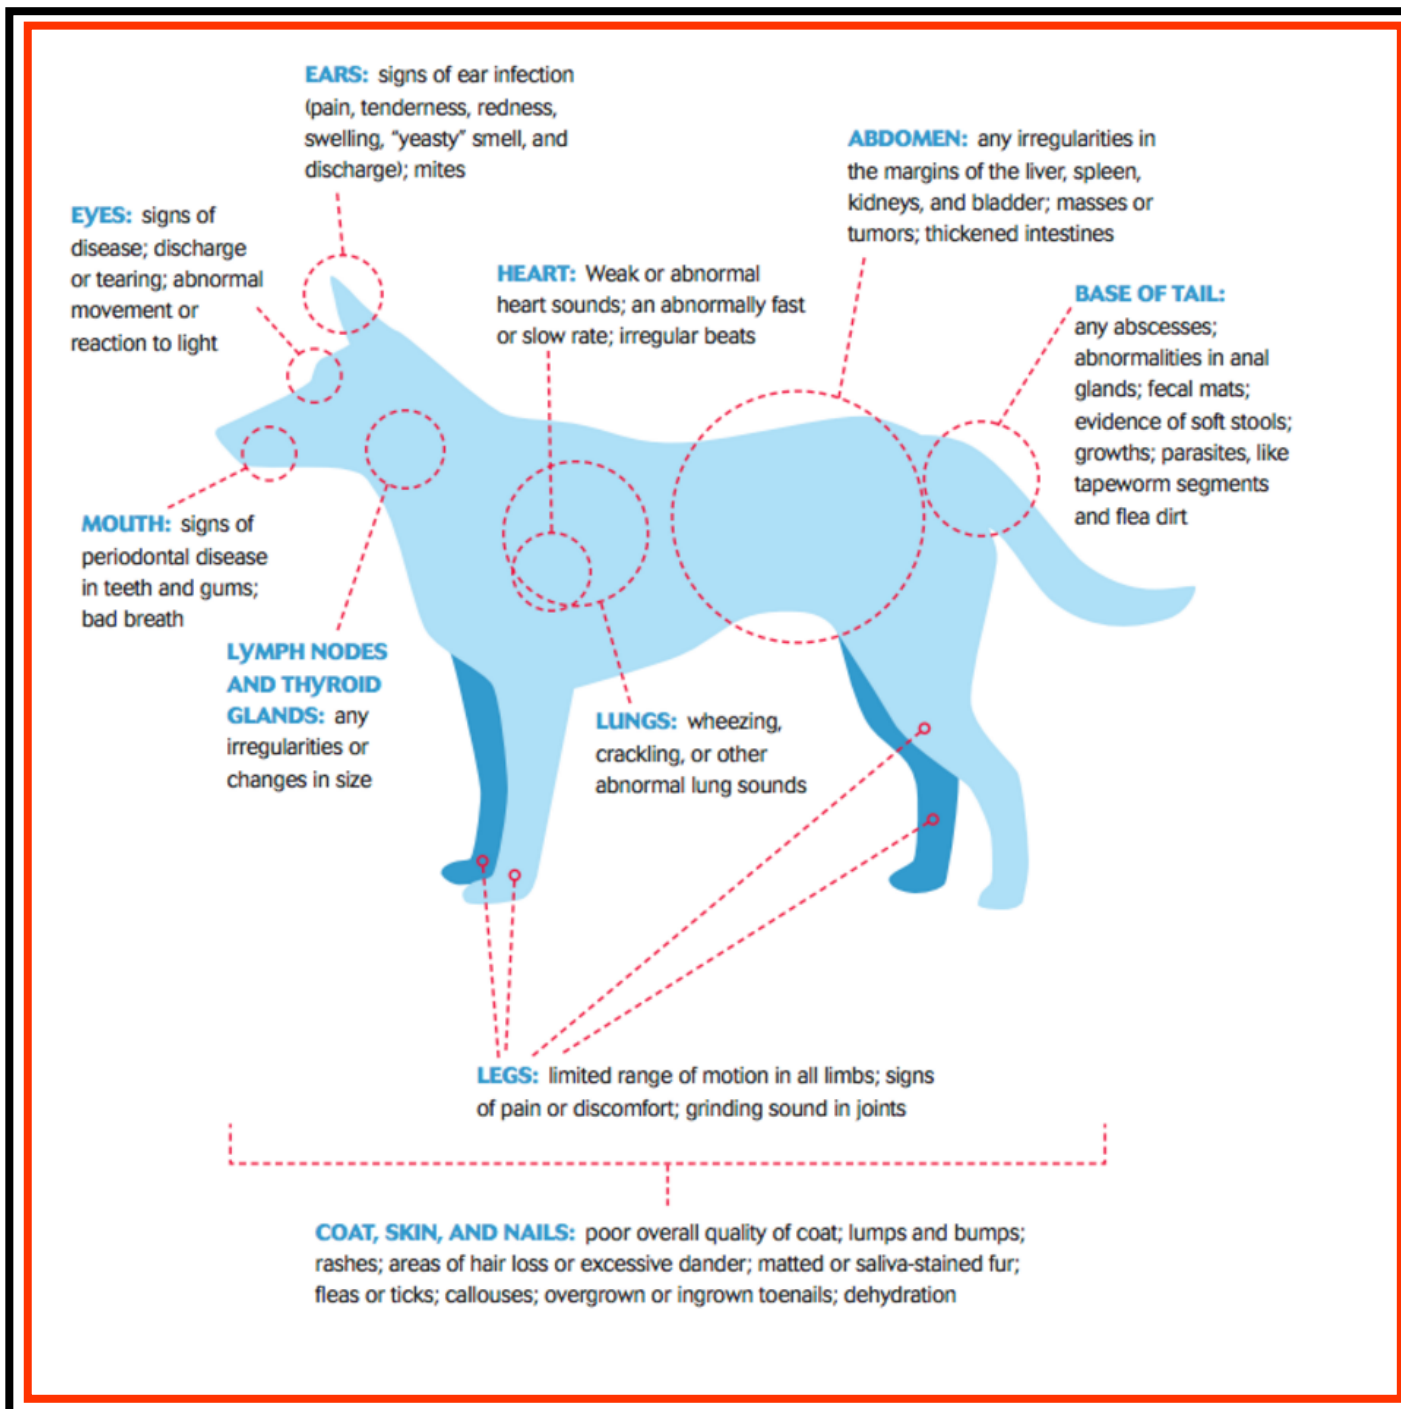 EARS: signs of ear infection
(pain, tenderness, redness,
swelling, “yeasty” smell, and
discharge); mites
ABDOMEN: any irregularities in
the margins of the liver, spleen,
kidneys, and bladder; masses or
tumors; thickened intestines
EYES: signs of
disease; discharge
or tearing; abnormal
movement or
reaction to light
HEART: Weak or abnormal
heart sounds; an abnormally fast
or slow rate; irregular beats
BASE OF TAIL:
any abscesses;
abnormalities in anal
glands; fecal mats;
evidence of soft stools;
growths; parasites, like
tapeworm segments
and flea dirt
MOUTH: signs of
periodontal disease
in teeth and gums;
bad breath
LYMPH NODES
AND THYROID
GLANDS: any
irregularities or
changes in size
LUNGS: wheezing,
crackling, or other
abnormal lung sounds
LEGS: limited range of motion in all limbs; signs
of pain or discomfort; grinding sound in joints
COAT, SKIN, AND NAILS: poor overall quality of coat; lumps and bumps;
rashes; areas of hair loss or excessive dander; matted or saliva-stained fur;
fleas or ticks; callouses; overgrown or ingrown toenails; dehydration